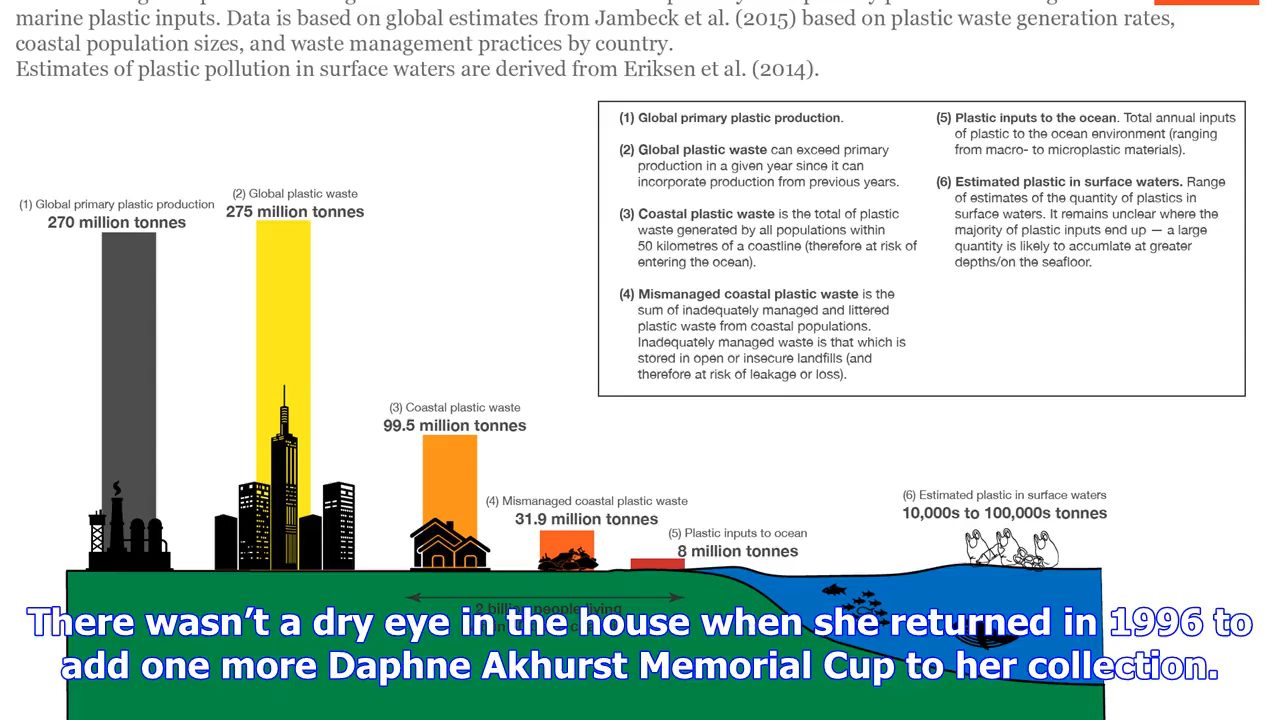 marine plastic inputs. Data is based on global estimates from Jambeck et al. (2015) based on plastic waste generation rates,
coastal population sizes, and waste management practices by country.
Estimates of plastic pollution in surface waters are derived from Eriksen et al. (2014).
(1) Global primary plastic production.
(2) Global plastic waste can exceed primary
production in a given year since it can
incorporate production from previous years.
(3) Coastal plastic waste is the total of plastic
waste generated by all populations within
50 kilometres of a coastline (therefore at risk of
entering the ocean).
(4) Mismanaged coastal plastic waste is the
sum of inadequately managed and littered
plastic waste from coastal populations.
Inadequately managed waste is that which is
stored in open or insecure landfills (and
therefore at risk of leakage or loss).
(5) Plastic inputs to the ocean. Total annual inputs
of plastic to the ocean environment (ranging
from macro- to microplastic materials).
(6) Estimated plastic in surface waters. Range
of estimates of the quantity of plastics in
surface waters. It remains unclear where the
majority of plastic inputs end up — a large
quantity is likely to accumlate at greater
depths/on the seafloor.
(1) Global primary plastic production
270 million tonnes
(2) Global plastic waste
275 million tonnes
(3) Coastal plastic waste
99.5 million tonnes
(4) Mismanaged coastal plastic waste
31.9 million tonnes
(5) Plastic inputs to ocean
8 million tonnes
(6) Estimated plastic in surface waters
10,000s to 100,000s tonnes
2 billion people living
There wasn't a dry eye in the house when she returned in 1996 to
add one more Daphne Akhurst Memorial Cup to her collection.